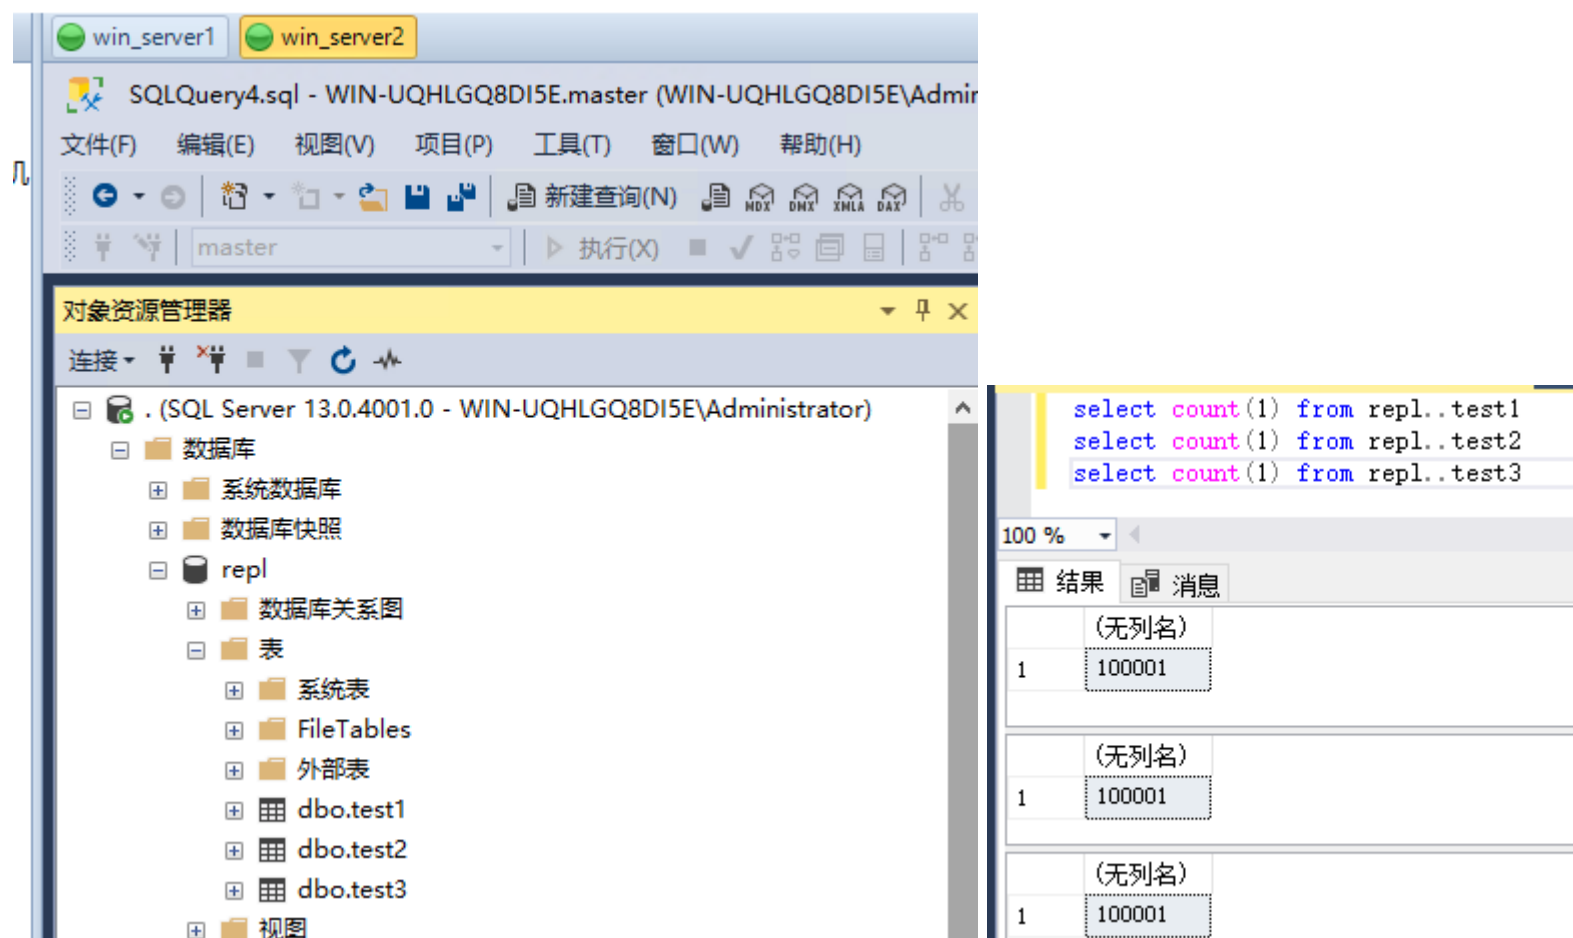 win_server1 win_server2
SQLQuery4.sql - WIN-UQHLGQ8DI5E.master (WIN-UQHLGQ8DI5E\Admin
文件(F) 编辑(E) 视图(V) 项目(P) 工具(T) 窗口(W) 帮助(H)
新建查询(N) MDX DMX XMLA DAX
master 执行(X)
对象资源管理器
连接
. (SQL Server 13.0.4001.0 - WIN-UQHLGQ8DI5E\Administrator)
数据库
系统数据库
数据库快照
repl
数据库关系图
表
系统表
FileTables
外部表
dbo.test1
dbo.test2
dbo.test3
视图
select count(1) from repl..test1
select count(1) from repl..test2
select count(1) from repl..test3
100 %
结果 消息
(无列名)
1 100001
(无列名)
1 100001
(无列名)
1 100001